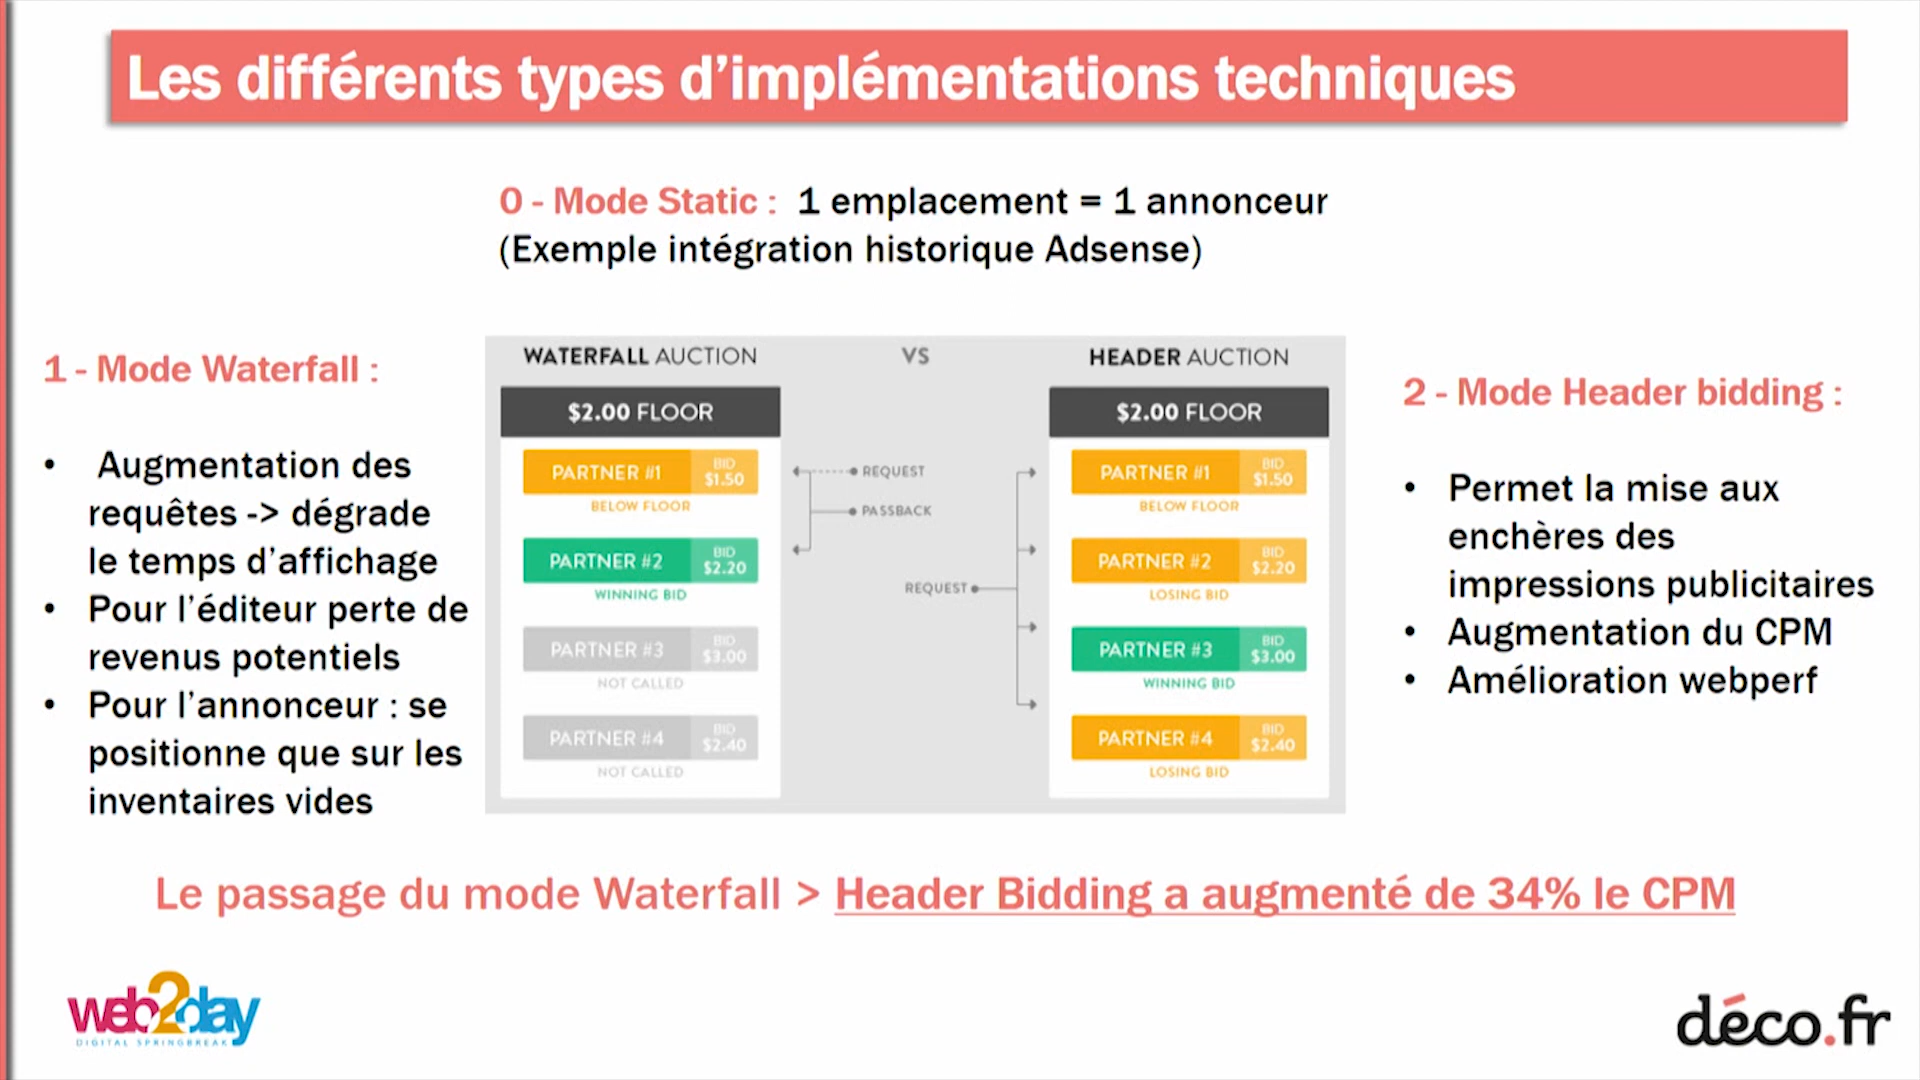 Les différents types d'implémentations techniques
0 - Mode Static : 1 emplacement = 1 annonceur
(Exemple intégration historique Adsense)
1 - Mode Waterfall :
• Augmentation des
requêtes -> dégrade
le temps d'affichage
• Pour l'éditeur perte de
revenus potentiels
• Pour l'annonceur : se
positionne que sur les
inventaires vides
WATERFALL AUCTION
VS
HEADER AUCTION
$2.00 FLOOR
PARTNER #1 BID $1.50
BELOW FLOOR
PARTNER #2 BID $2.20
WINNING BID
PARTNER #3 BID $3.00
NOT CALLED
PARTNER #4 BID $2.40
NOT CALLED
REQUEST
PASSBACK
REQUEST
$2.00 FLOOR
PARTNER #1 BID $1.50
BELOW FLOOR
PARTNER #2 BID $2.20
LOSING BID
PARTNER #3 BID $3.00
WINNING BID
PARTNER #4 BID $2.40
LOSING BID
2 - Mode Header bidding :
• Permet la mise aux
enchères des
impressions publicitaires
• Augmentation du CPM
• Amélioration webperf
Le passage du mode Waterfall > Header Bidding a augmenté de 34% le CPM
web2day
DIGITAL SPRINGBREAK
déco.fr